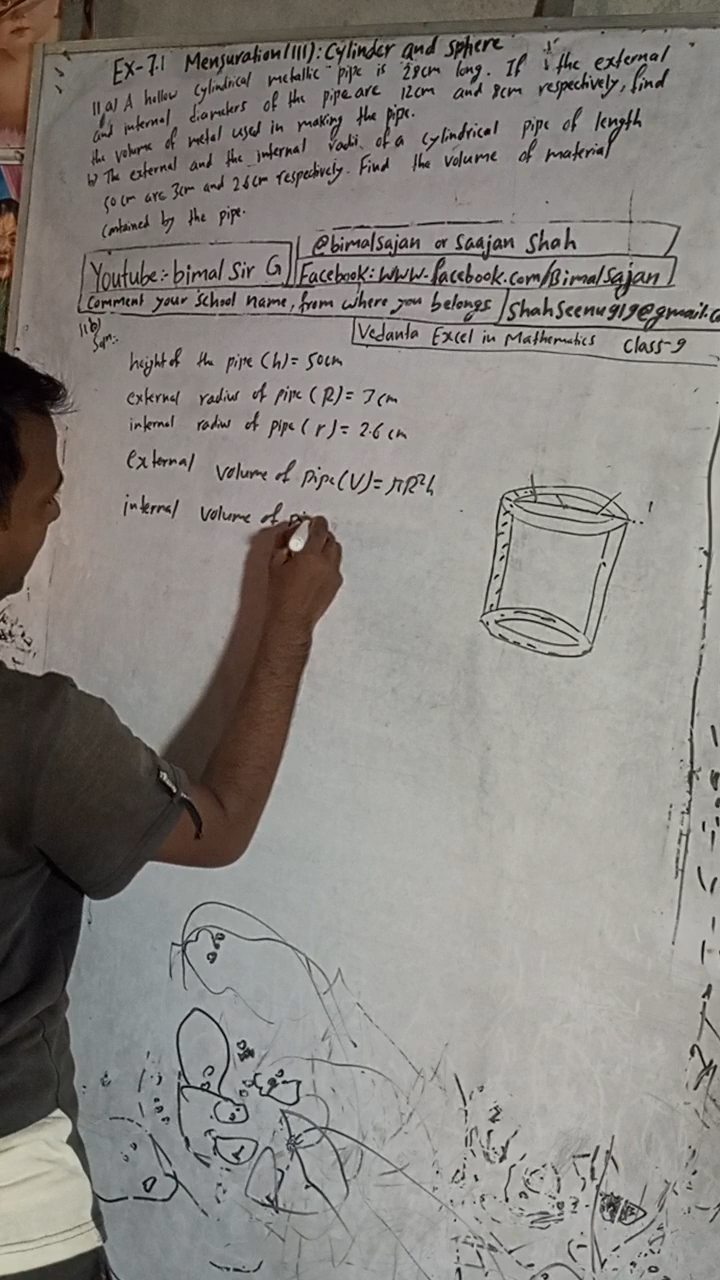 Ex-7.1 Mensuration(III): Cylinder and sphere
11a) A hollow cylindrical metallic pipe is 28cm long. If the external
and internal diameters of the pipe are 12cm and 8cm respectively, find
the volume of metal used in making the pipe.
b) The external and the internal radii of a cylindrical pipe of length
50cm are 3cm and 2.6cm respectively. Find the volume of material
contained by the pipe.
@bimalsajan or Saajan Shah
Youtube:- bimal Sir G
Facebook: www.facebook.com/Bimalsajan
Comment your school name, from where you belongs / Shahseenu919@gmail.c
Vedanta Excel in Mathematics Class-9
11b)
Soln:-
height of the pipe (h) = 50cm
external radius of pipe (R) = 3cm
internal radius of pipe (r) = 2.6cm
external volume of pipe (V) = πR²h
internal volume of pi